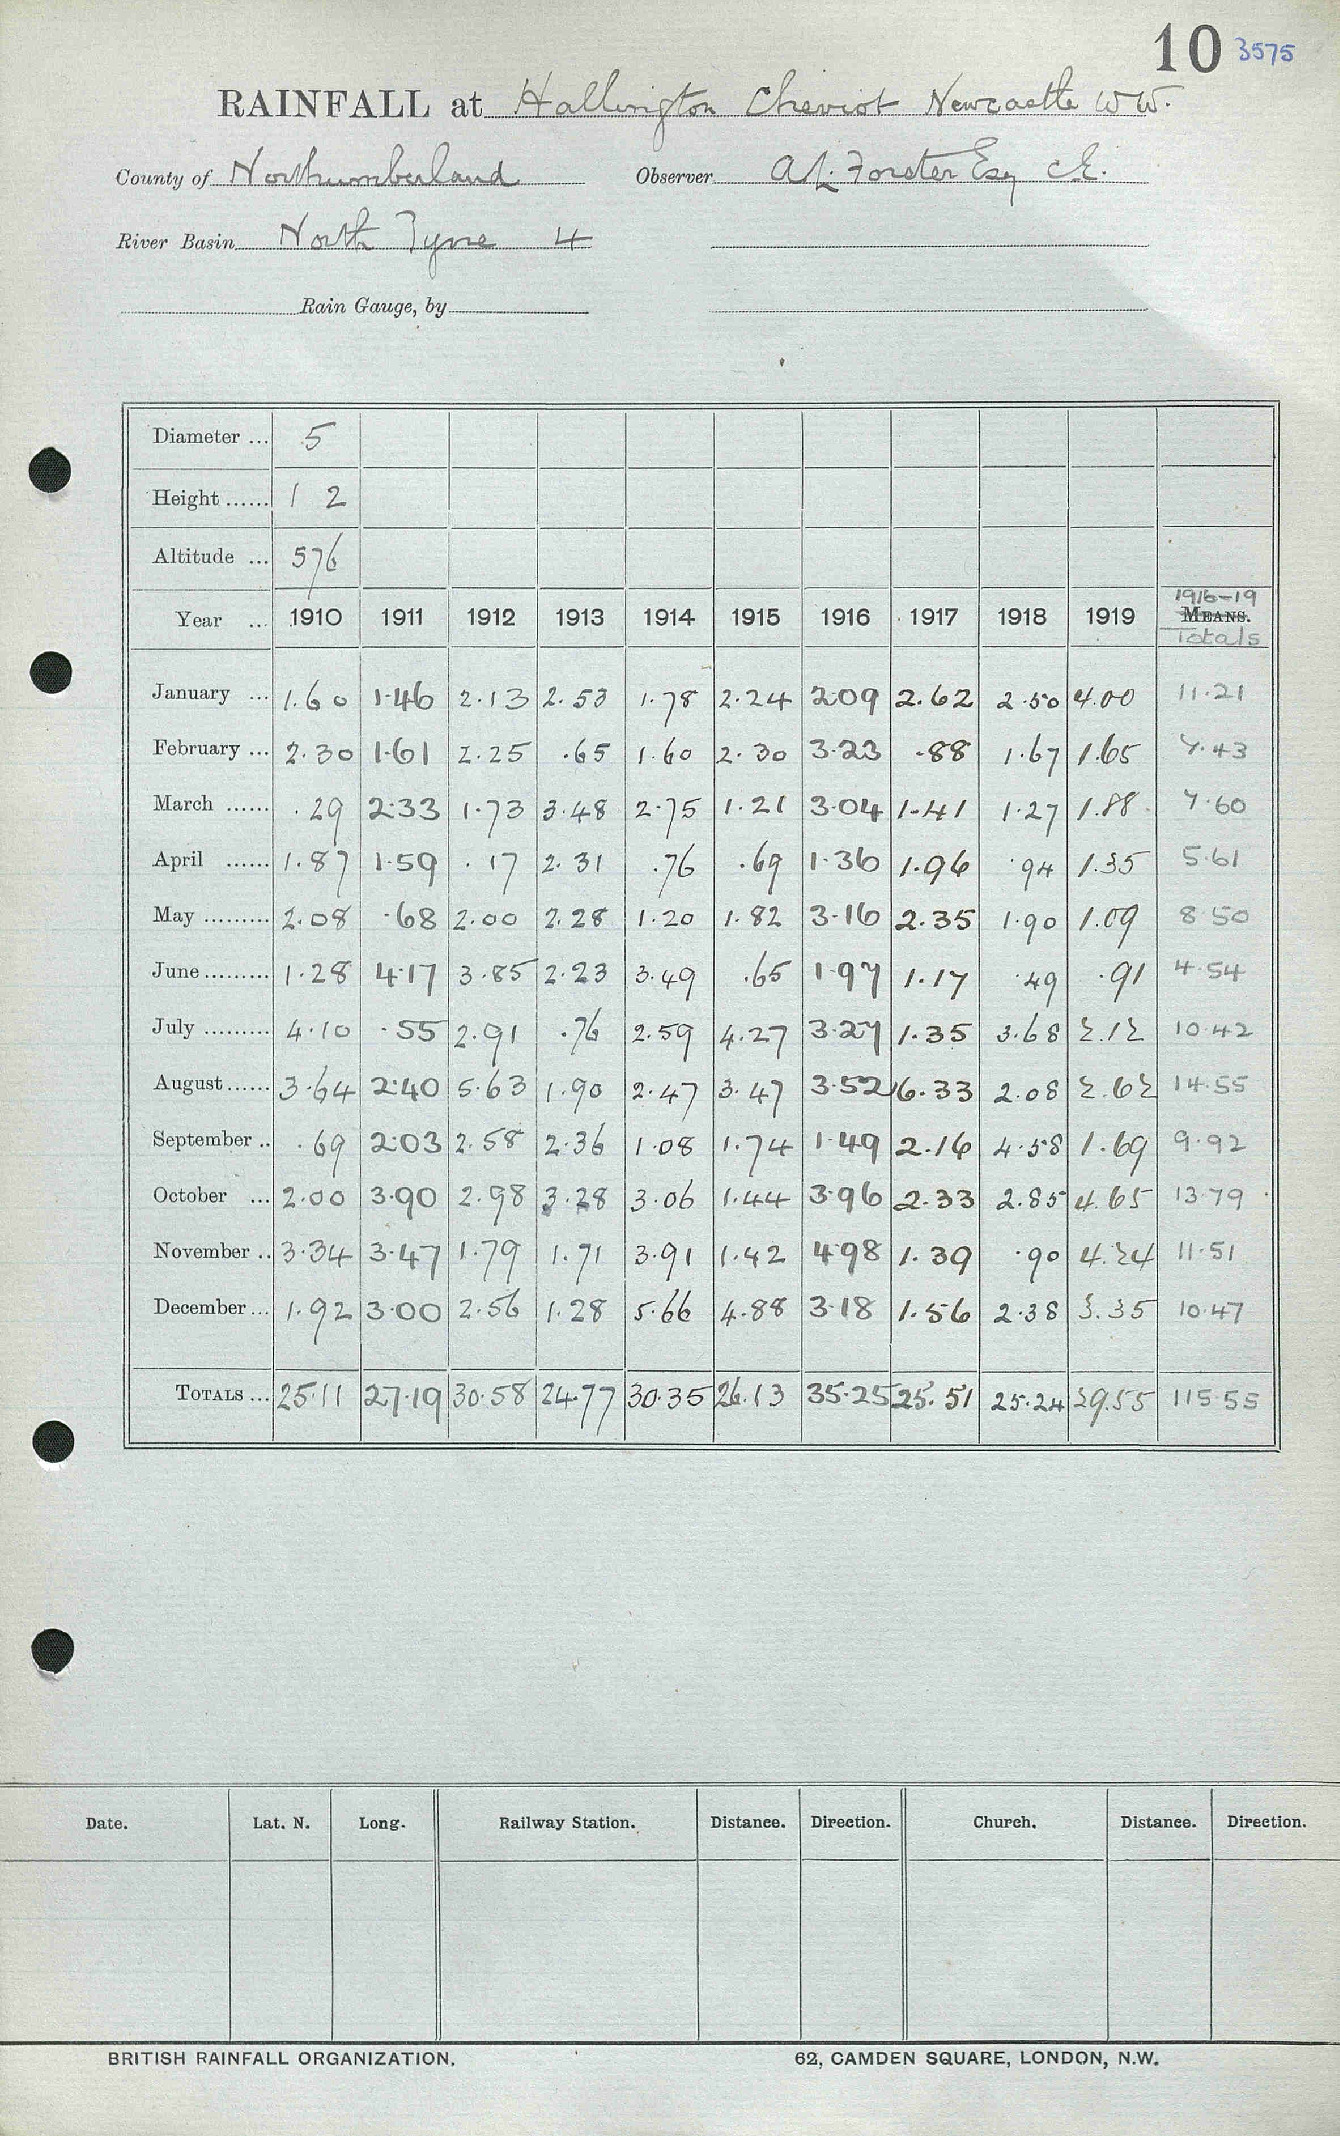 10 3575
RAINFALL at Hallington Cheviot Newcastle W W.
County of Northumberland Observer A. Forster Esq C.E.
River Basin North Tyne 4
Rain Gauge, by
Diameter ... 5
Height ...... 1 2
Altitude ... 576
1916-19
Year ... 1910 1911 1912 1913 1914 1915 1916 1917 1918 1919 MEANS.
Totals
January ... 1.60 1.46 2.13 2.53 1.78 2.24 2.09 2.62 2.50 4.00 11.21
February ... 2.30 1.61 2.25 .65 1.60 2.30 3.23 .88 1.67 1.65 7.43
March ...... .29 2.33 1.73 3.48 2.75 1.21 3.04 1.41 1.27 1.88 7.60
April ...... 1.87 1.59 .17 2.31 .76 .69 1.36 1.96 .94 1.35 5.61
May ......... 2.08 .68 2.00 2.28 1.20 1.82 3.16 2.35 1.90 1.09 8.50
June ......... 1.28 4.17 3.85 2.23 3.49 .65 1.97 1.17 .49 .91 4.54
July ......... 4.10 .55 2.91 .76 2.59 4.27 3.27 1.35 3.68 2.12 10.42
August ...... 3.64 2.40 5.63 1.90 2.47 3.47 3.52 6.33 2.08 2.62 14.55
September .. .69 2.03 2.58 2.36 1.08 1.74 1.49 2.16 4.58 1.69 9.92
October ... 2.00 3.90 2.98 3.28 3.06 1.44 3.96 2.33 2.85 4.65 13.79
November .. 3.34 3.47 1.79 1.71 3.91 1.42 4.98 1.39 .90 4.24 11.51
December ... 1.92 3.00 2.56 1.28 5.66 4.88 3.18 1.56 2.38 3.35 10.47
TOTALS ... 25.11 27.19 30.58 24.77 30.35 26.13 35.25 25.51 25.24 29.55 115.55
Date. Lat. N. Long. Railway Station. Distance. Direction. Church. Distance. Direction.
BRITISH RAINFALL ORGANIZATION. 62, CAMDEN SQUARE, LONDON, N.W.